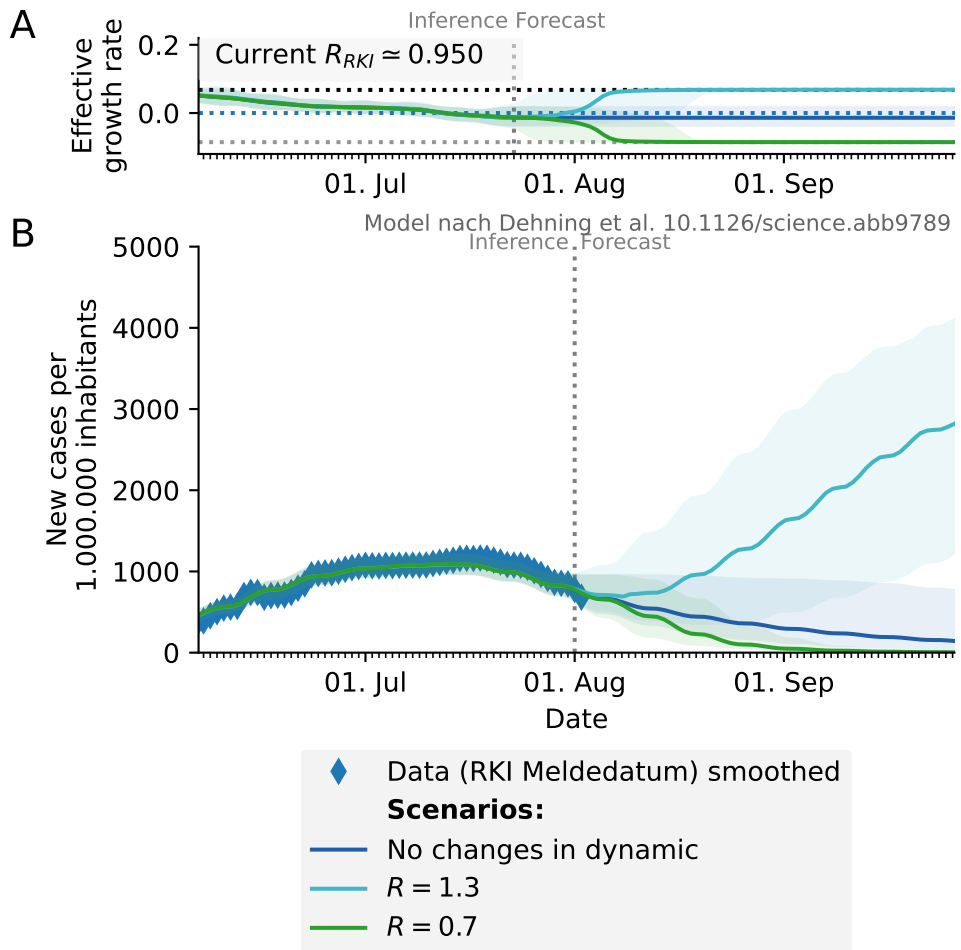 A
Inference Forecast
Effective
growth rate
0.2
0.0
Current R_RKI ≃ 0.950
01. Jul
01. Aug
01. Sep
B
Model nach Dehning et al. 10.1126/science.abb9789
Inference Forecast
New cases per
1.000.000 inhabitants
5000
4000
3000
2000
1000
0
01. Jul
01. Aug
01. Sep
Date
Data (RKI Meldedatum) smoothed
Scenarios:
No changes in dynamic
R = 1.3
R = 0.7